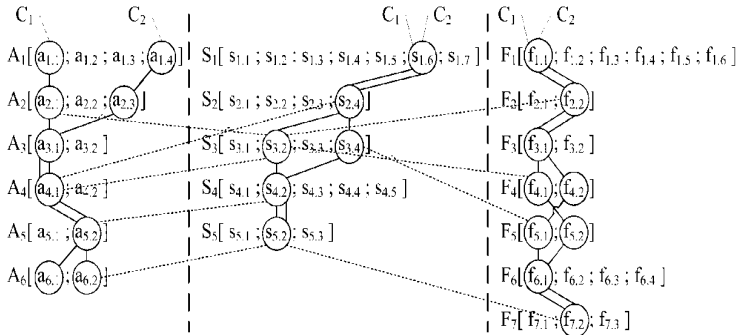 C1 C2 C1 C2 C1 C2
A1[ a1.1; a1.2; a1.3; a1.4 ] S1[ s1.1 ; s1.2 ; s1.3 ; s1.4 ; s1.5 ; s1.6 ; s1.7 ] F1[ f1.1; f1.2 ; f1.3 ; f1.4 ; f1.5 ; f1.6 ]
A2[ a2.1; a2.2 ; a2.3 ] S2[ s2.1 ; s2.2 ; s2.3 ; s2.4 ] F2[ f2.1 ; f2.2 ]
A3[ a3.1; a3.2 ] S3[ s3.1 ; s3.2 ; s3.3 ; s3.4 ] F3[ f3.1 ; f3.2 ]
A4[ a4.1; a4.2 ] S4[ s4.1 ; s4.2 ; s4.3 ; s4.4 ; s4.5 ] F4[ f4.1 ; f4.2 ]
A5[ a5.1 ; a5.2 ] S5[ s5.1 ; s5.2 ; s5.3 ] F5[ f5.1 ; f5.2 ]
A6[ a6.1 ; a6.2 ] F6[ f6.1 ; f6.2 ; f6.3 ; f6.4 ]
F7[ f7.1 ; f7.2 ; f7.3 ]